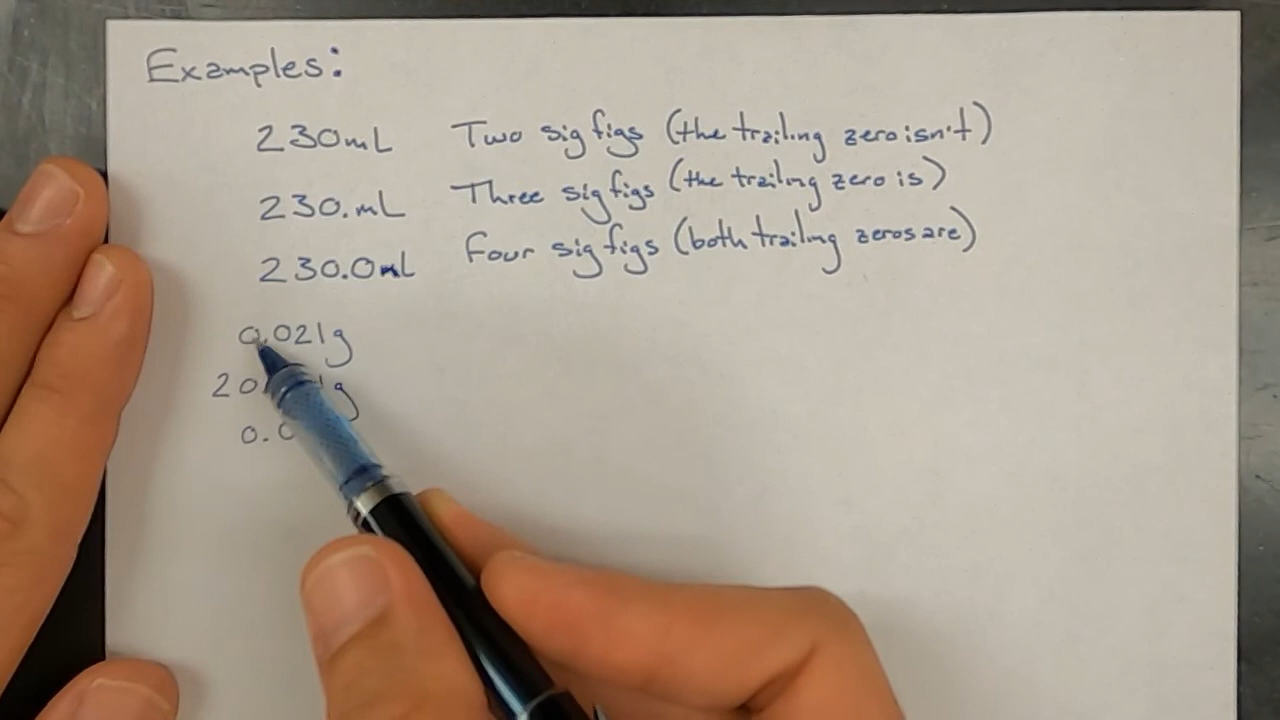 Examples:
230mL Two sig figs (the trailing zero isn't)
230.mL Three sig figs (the trailing zero is)
230.0mL Four sig figs (both trailing zeros are)
0.021g